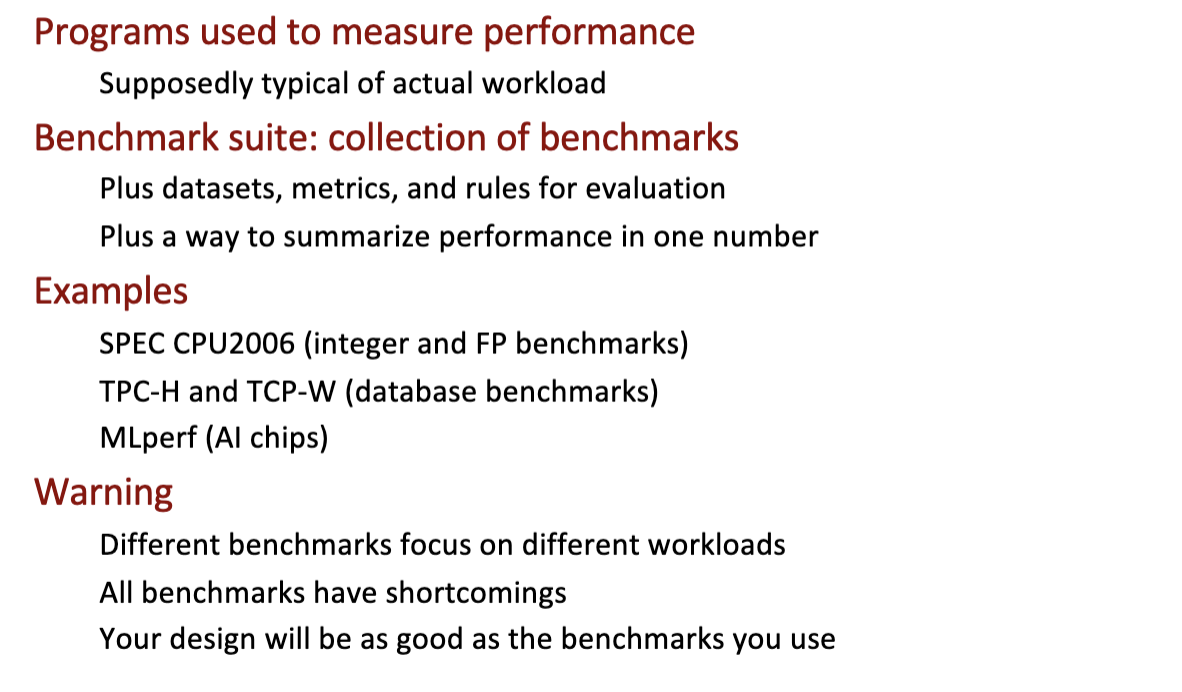 Programs used to measure performance
Supposedly typical of actual workload
Benchmark suite: collection of benchmarks
Plus datasets, metrics, and rules for evaluation
Plus a way to summarize performance in one number
Examples
SPEC CPU2006 (integer and FP benchmarks)
TPC-H and TCP-W (database benchmarks)
MLperf (AI chips)
Warning
Different benchmarks focus on different workloads
All benchmarks have shortcomings
Your design will be as good as the benchmarks you use